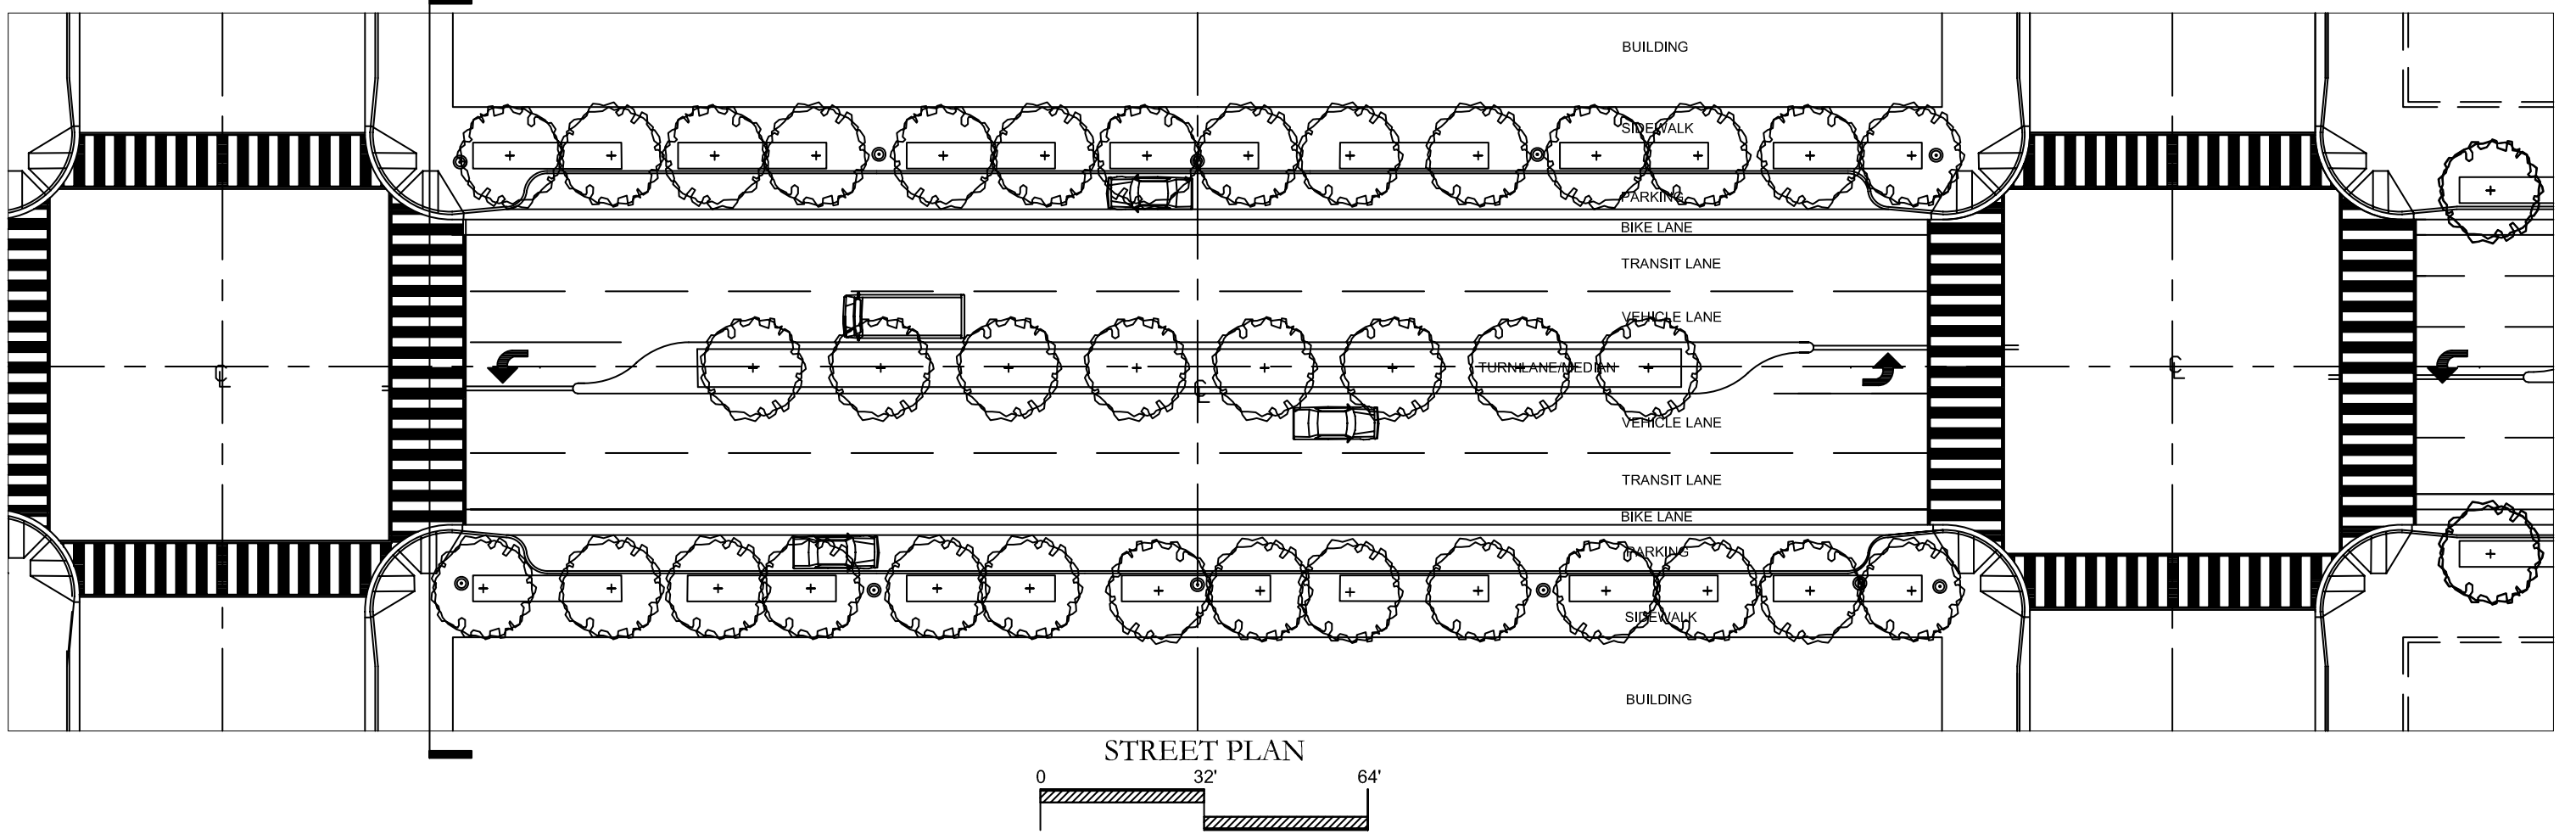 BUILDING
SIDEWALK
PARKING
BIKE LANE
TRANSIT LANE
VEHICLE LANE
TURN LANE/MEDIAN
VEHICLE LANE
TRANSIT LANE
BIKE LANE
PARKING
SIDEWALK
BUILDING
℄
℄
℄
STREET PLAN
0 32' 64'